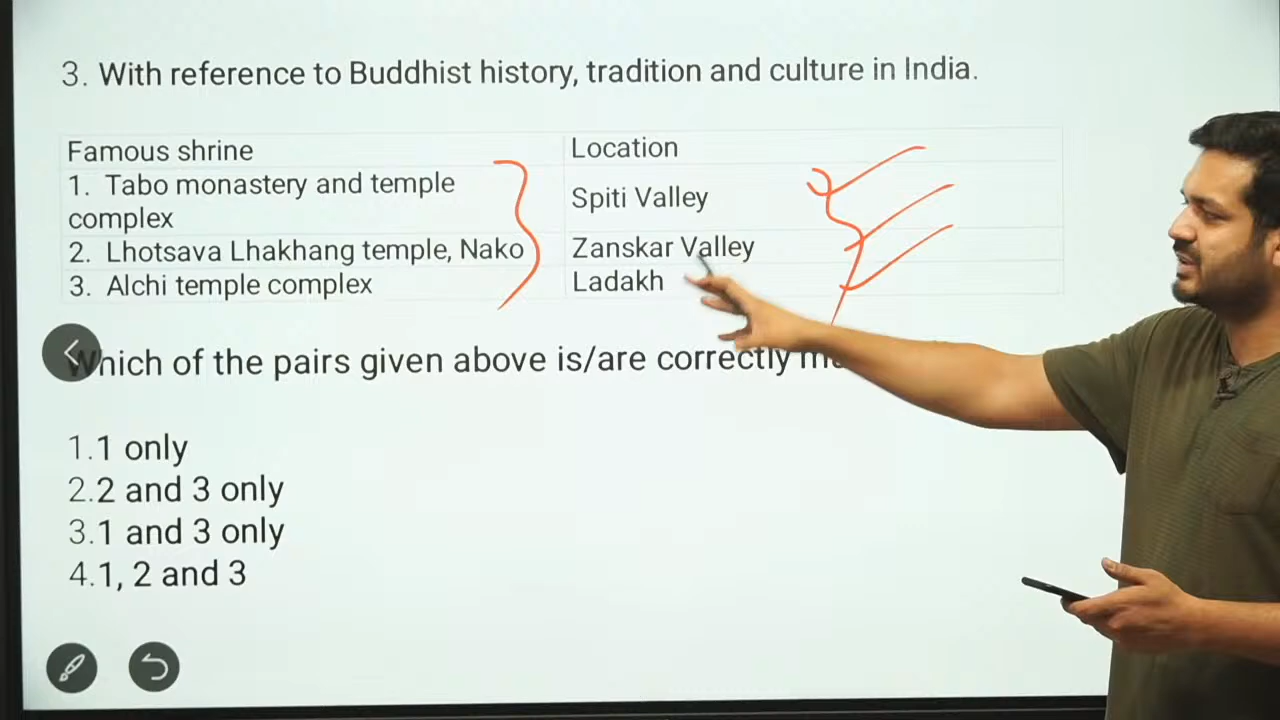 3. With reference to Buddhist history, tradition and culture in India.
Famous shrine Location
1. Tabo monastery and temple
complex
Spiti Valley
2. Lhotsava Lhakhang temple, Nako Zanskar Valley
3. Alchi temple complex Ladakh
Which of the pairs given above is/are correctly
1.1 only
2.2 and 3 only
3.1 and 3 only
4.1, 2 and 3